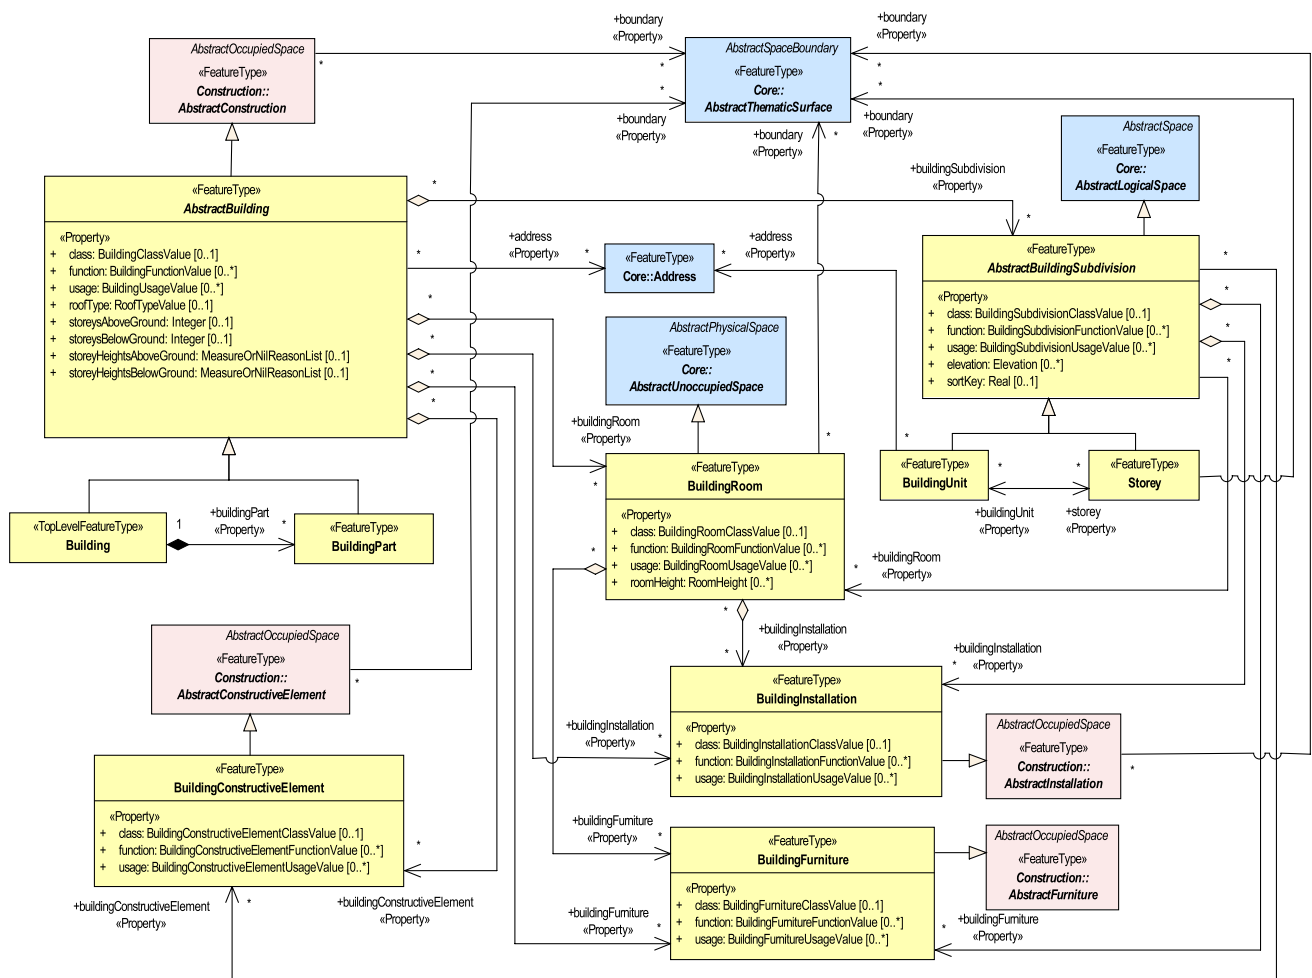 +boundary
«Property»
*
*
AbstractOccupiedSpace
«FeatureType»
Construction::
AbstractConstruction
AbstractSpaceBoundary
«FeatureType»
Core::
AbstractThematicSurface
+boundary
«Property»
*
*
*
+boundary
«Property»
+boundary
«Property»
*
+boundary
«Property»
AbstractSpace
«FeatureType»
Core::
AbstractLogicalSpace
«FeatureType»
AbstractBuilding
«Property»
+ class: BuildingClassValue [0..1]
+ function: BuildingFunctionValue [0..*]
+ usage: BuildingUsageValue [0..*]
+ roofType: RoofTypeValue [0..1]
+ storeysAboveGround: Integer [0..1]
+ storeysBelowGround: Integer [0..1]
+ storeyHeightsAboveGround: MeasureOrNilReasonList [0..1]
+ storeyHeightsBelowGround: MeasureOrNilReasonList [0..1]
*
+buildingSubdivision
«Property»
*
*
+address
«Property»
*
«FeatureType»
Core::Address
+address
«Property»
*
*
*
*
*
«FeatureType»
AbstractBuildingSubdivision
«Property»
+ class: BuildingSubdivisionClassValue [0..1]
+ function: BuildingSubdivisionFunctionValue [0..*]
+ usage: BuildingSubdivisionUsageValue [0..*]
+ elevation: Elevation [0..*]
+ sortKey: Real [0..1]
*
*
*
*
AbstractPhysicalSpace
«FeatureType»
Core::
AbstractUnoccupiedSpace
+buildingRoom
«Property»
*
*
*
«FeatureType»
BuildingUnit
*
*
«FeatureType»
Storey
+buildingUnit
«Property»
+storey
«Property»
«TopLevelFeatureType»
Building
1
+buildingPart
«Property»
*
«FeatureType»
BuildingPart
«FeatureType»
BuildingRoom
«Property»
+ class: BuildingRoomClassValue [0..1]
+ function: BuildingRoomFunctionValue [0..*]
+ usage: BuildingRoomUsageValue [0..*]
+ roomHeight: RoomHeight [0..*]
*
*
+buildingRoom
«Property»
*
+buildingInstallation
«Property»
*
+buildingInstallation
«Property»
*
AbstractOccupiedSpace
«FeatureType»
Construction::
AbstractConstructiveElement
*
«FeatureType»
BuildingInstallation
«Property»
+ class: BuildingInstallationClassValue [0..1]
+ function: BuildingInstallationFunctionValue [0..*]
+ usage: BuildingInstallationUsageValue [0..*]
+buildingInstallation
«Property»
*
AbstractOccupiedSpace
«FeatureType»
Construction::
AbstractInstallation
*
«FeatureType»
BuildingConstructiveElement
«Property»
+ class: BuildingConstructiveElementClassValue [0..1]
+ function: BuildingConstructiveElementFunctionValue [0..*]
+ usage: BuildingConstructiveElementUsageValue [0..*]
*
+buildingConstructiveElement
«Property»
*
+buildingConstructiveElement
«Property»
+buildingFurniture
«Property»
*
«FeatureType»
BuildingFurniture
«Property»
+ class: BuildingFurnitureClassValue [0..1]
+ function: BuildingFurnitureFunctionValue [0..*]
+ usage: BuildingFurnitureUsageValue [0..*]
+buildingFurniture
«Property»
*
AbstractOccupiedSpace
«FeatureType»
Construction::
AbstractFurniture
+buildingFurniture
«Property»
*